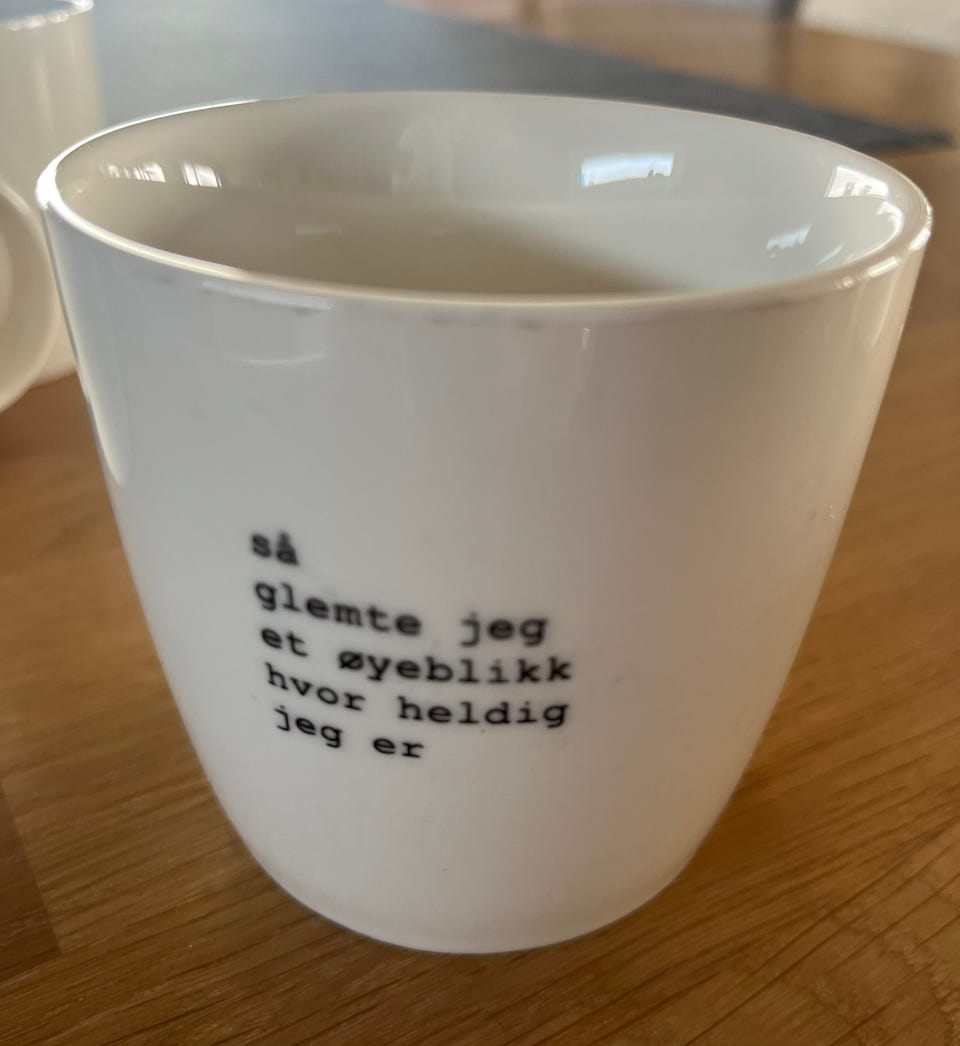 så
glemte jeg
et øyeblikk
hvor heldig
jeg er